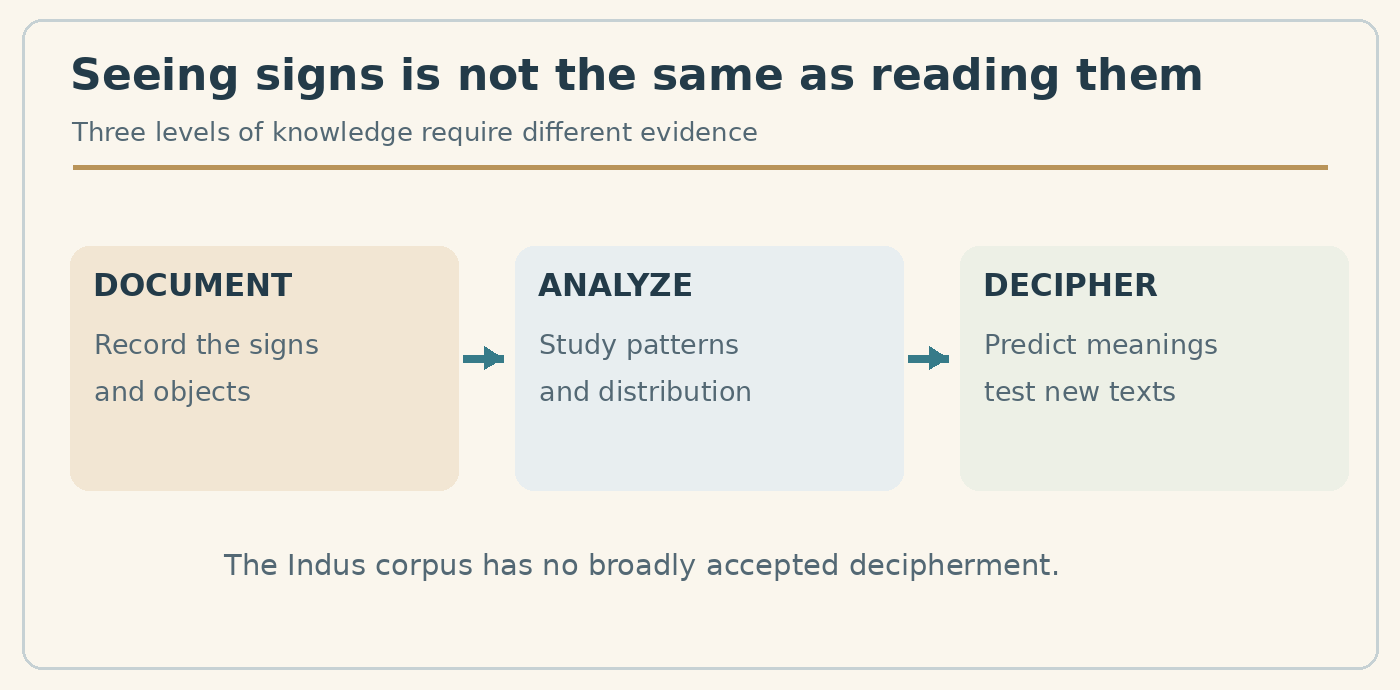 Seeing signs is not the same as reading them
Three levels of knowledge require different evidence
DOCUMENT
Record the signs
and objects
ANALYZE
Study patterns
and distribution
DECIPHER
Predict meanings
test new texts
The Indus corpus has no broadly accepted decipherment.